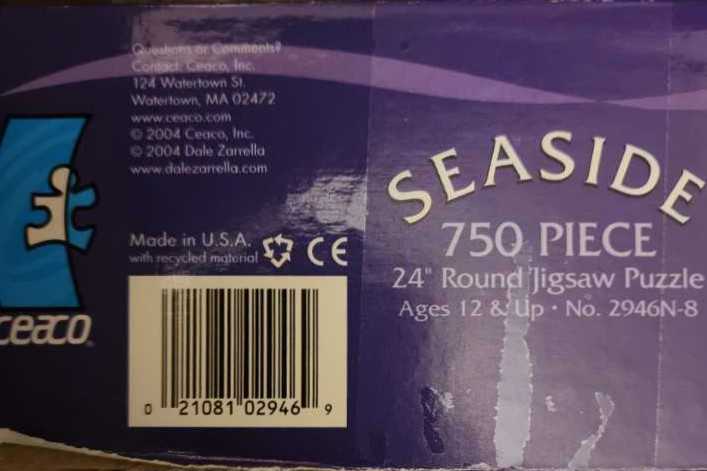 Questions or Comments?
Contact: Ceaco, Inc.
124 Watertown St.
Watertown, MA 02472
www.ceaco.com
© 2004 Ceaco, Inc.
© 2004 Dale Zarrella
www.dalezarrella.com
Made in U.S.A.
with recycled material
CE
ceaco
0 21081 02946 9
SEASIDE
750 PIECE
24" Round Jigsaw Puzzle
Ages 12 & Up • No. 2946N-8